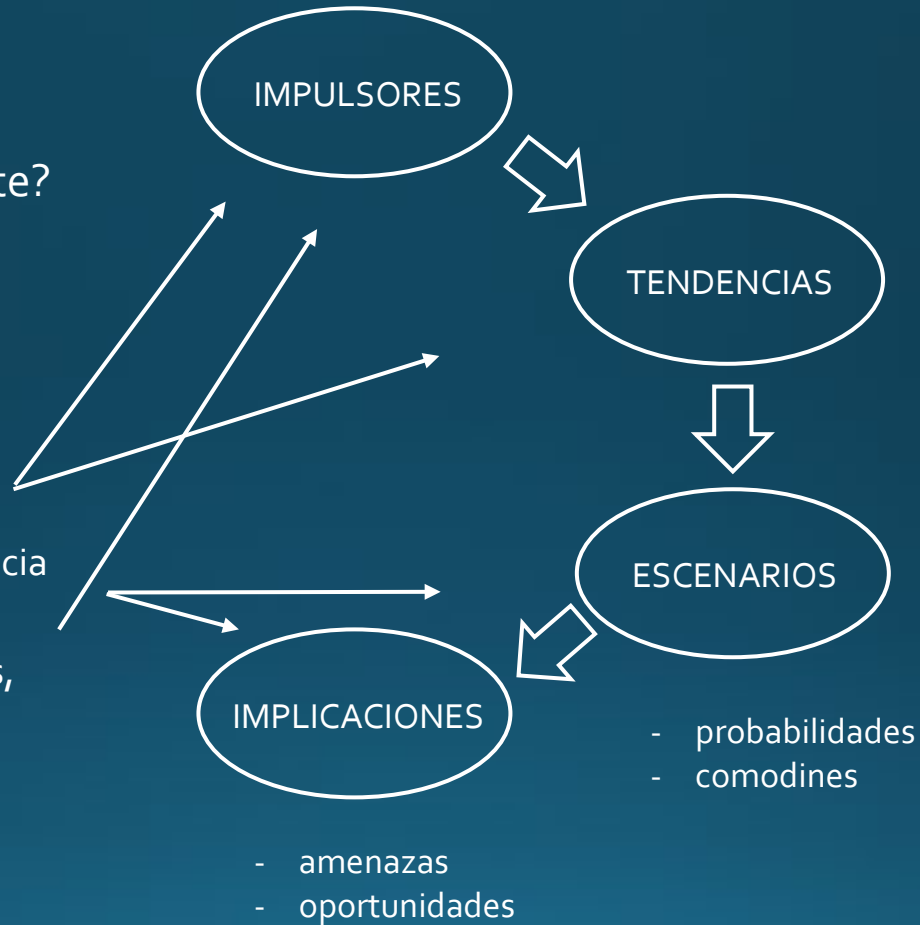 IMPULSORES
te?
TENDENCIAS
cia
ESCENARIOS
s,
IMPLICACIONES
- probabilidades
- comodines
- amenazas
- oportunidades